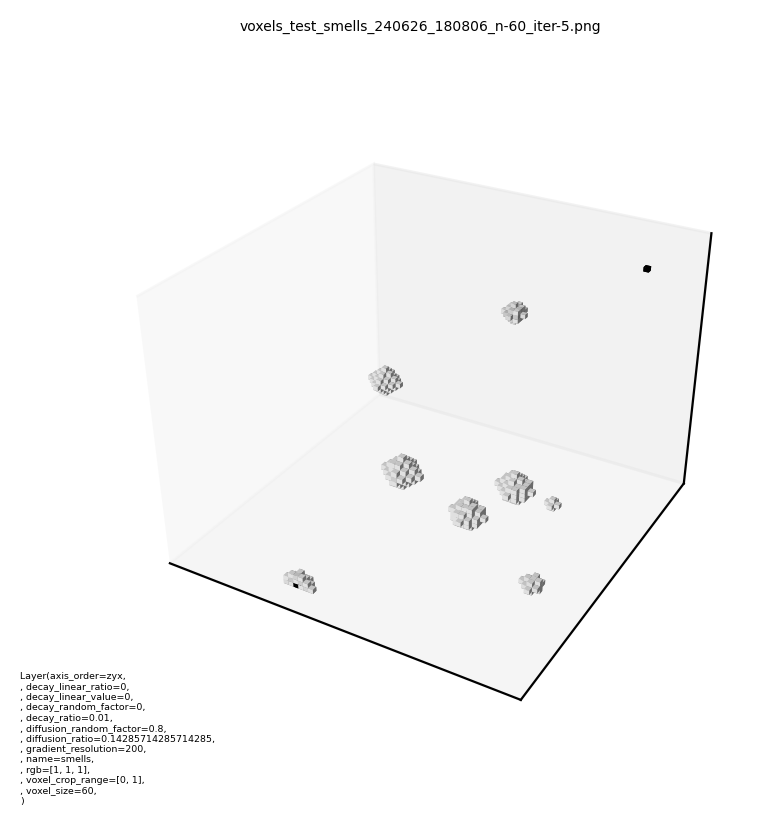 voxels_test_smells_240626_180806_n-60_iter-5.png
Layer(axis_order=zyx,
, decay_linear_ratio=0,
, decay_linear_value=0,
, decay_random_factor=0,
, decay_ratio=0.01,
, diffusion_random_factor=0.8,
, diffusion_ratio=0.14285714285714285,
, gradient_resolution=200,
, name=smells,
, rgb=[1, 1, 1],
, voxel_crop_range=[0, 1],
, voxel_size=60,
)